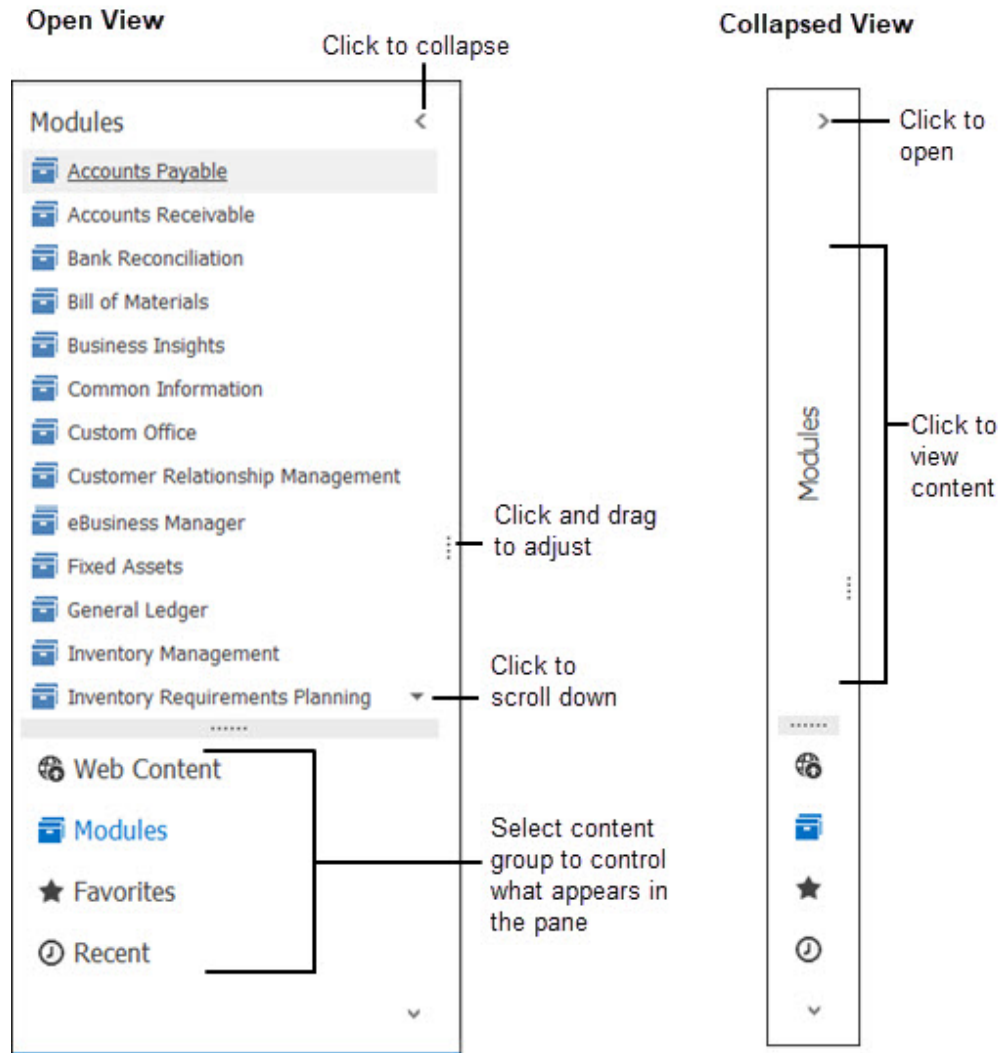 Open View
Click to collapse
Modules
Accounts Payable
Accounts Receivable
Bank Reconciliation
Bill of Materials
Business Insights
Common Information
Custom Office
Customer Relationship Management
eBusiness Manager
Fixed Assets
General Ledger
Inventory Management
Inventory Requirements Planning
Click and drag
to adjust
Click to
scroll down
Web Content
Modules
Favorites
Recent
Select content
group to control
what appears in
the pane
Collapsed View
Click to
open
Modules
Click to
view
content